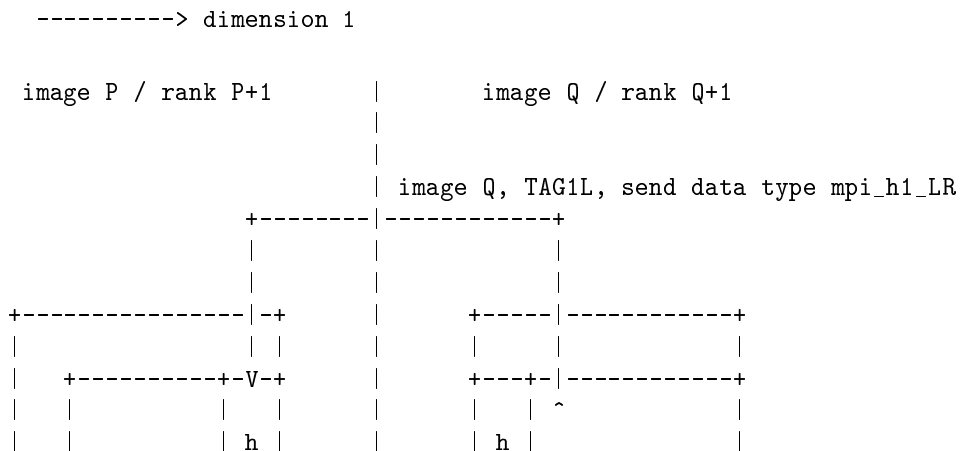 ----------> dimension 1
image P / rank P+1 | image Q / rank Q+1
|
|
| image Q, TAG1L, send data type mpi_h1_LR
+--------|------------+
| | |
| | |
+----------------|-+ | +-----|------------+
| | | | | | |
| +----------+-V-+ | +---+-|------------+
| | | | | | | ^ |
| | | h | | | h | |